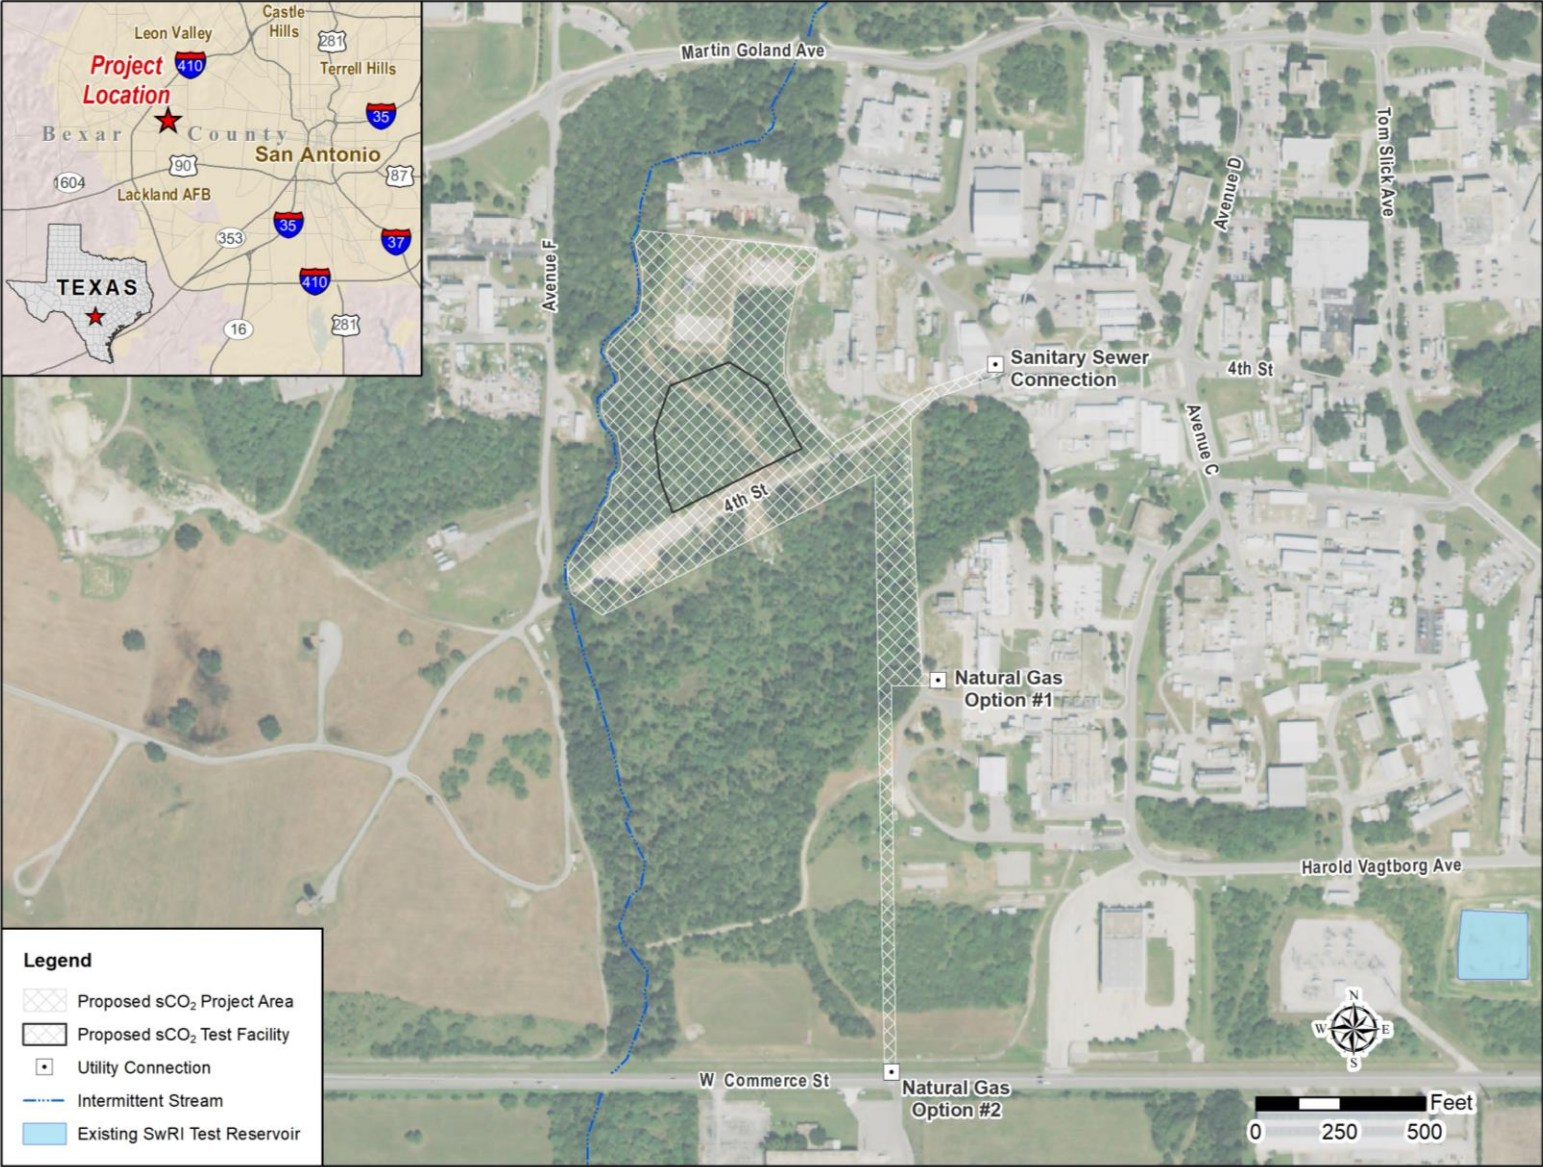 Castle
Hills
Leon Valley
281
Project
Location
410
Terrell Hills
35
Bexar County
San Antonio
90
87
1604
Lackland AFB
35
353
37
TEXAS
410
16
281
Martin Goland Ave
Avenue F
Avenue D
Tom Slick Ave
Sanitary Sewer
Connection
4th St
Avenue C
4th St
Natural Gas
Option #1
Harold Vagtborg Ave
W Commerce St
Natural Gas
Option #2
N
W E
S
Feet
0 250 500
Legend
Proposed sCO₂ Project Area
Proposed sCO₂ Test Facility
Utility Connection
Intermittent Stream
Existing SwRI Test Reservoir